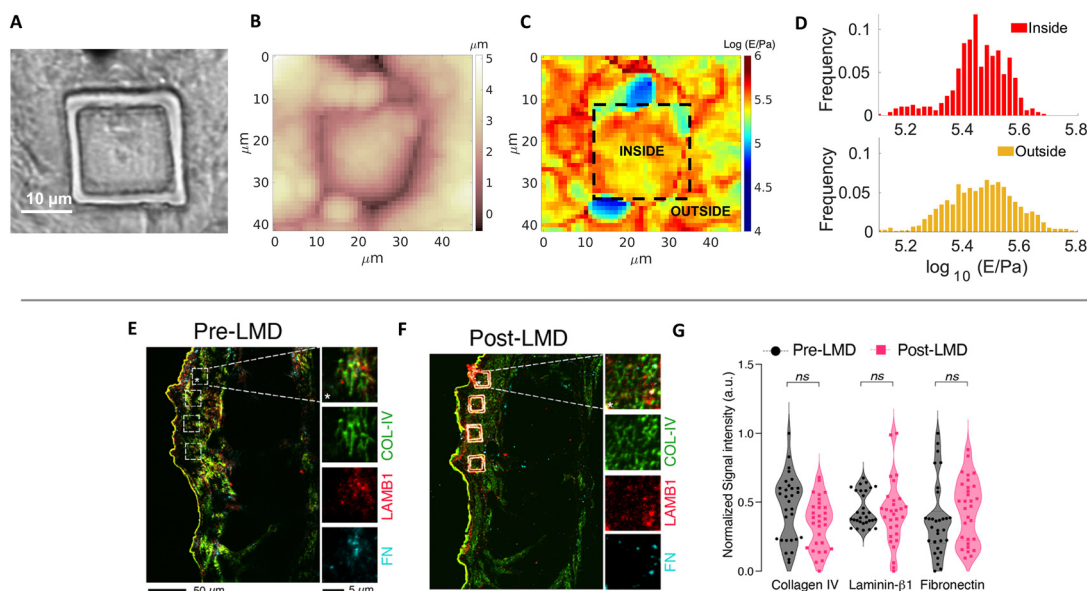 A
10 µm
B
µm
0
10
20
30
40
µm
0
10
20
30
40
µm
5
4
3
2
1
0
C
Log (E/Pa)
0
10
20
30
40
µm
INSIDE
OUTSIDE
0
10
20
30
40
µm
6
5.5
5
4.5
4
D
Inside
Frequency
0.1
0.05
0
5.2
5.4
5.6
5.8
Outside
Frequency
0.1
0.05
0
5.2
5.4
5.6
5.8
log10 (E/Pa)
E
Pre-LMD
*
*
COL-IV
LAMB1
FN
50 µm
5 µm
F
Post-LMD
*
COL-IV
LAMB1
FN
G
Pre-LMD
Post-LMD
Normalized Signal intensity (a.u.)
1.5
1.0
0.5
0.0
ns
ns
ns
Collagen IV
Laminin-β1
Fibronectin